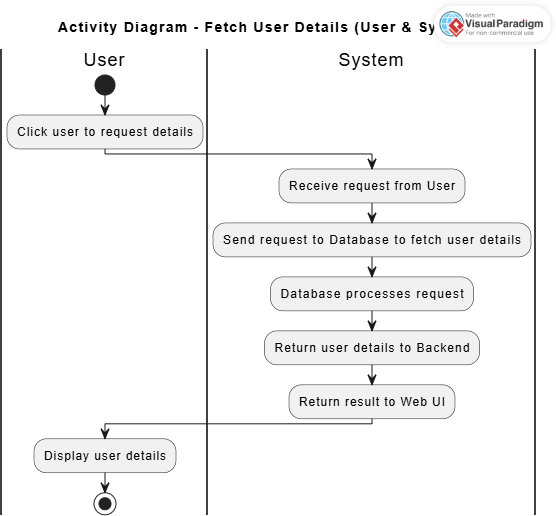 Activity Diagram - Fetch User Details (User & Sy
Made with
VisualParadigm
For non-commercial use
User
System
Click user to request details
Receive request from User
Send request to Database to fetch user details
Database processes request
Return user details to Backend
Return result to Web UI
Display user details